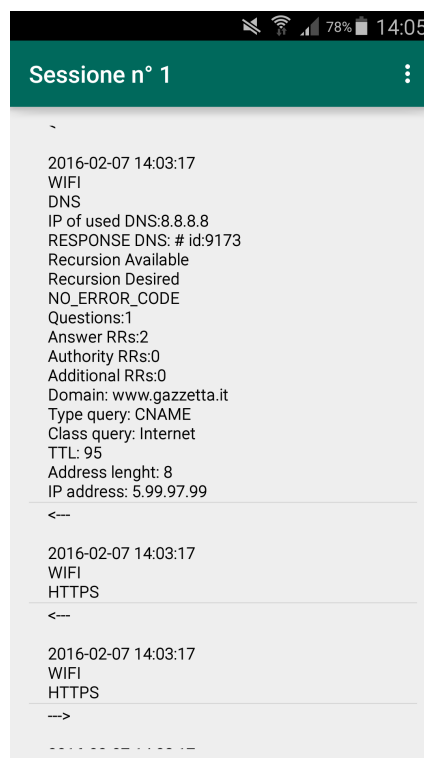 78% 14:05
Sessione n° 1
2016-02-07 14:03:17
WIFI
DNS
IP of used DNS:8.8.8.8
RESPONSE DNS: # id:9173
Recursion Available
Recursion Desired
NO_ERROR_CODE
Questions:1
Answer RRs:2
Authority RRs:0
Additional RRs:0
Domain: www.gazzetta.it
Type query: CNAME
Class query: Internet
TTL: 95
Address lenght: 8
IP address: 5.99.97.99
<---
2016-02-07 14:03:17
WIFI
HTTPS
<---
2016-02-07 14:03:17
WIFI
HTTPS
--->